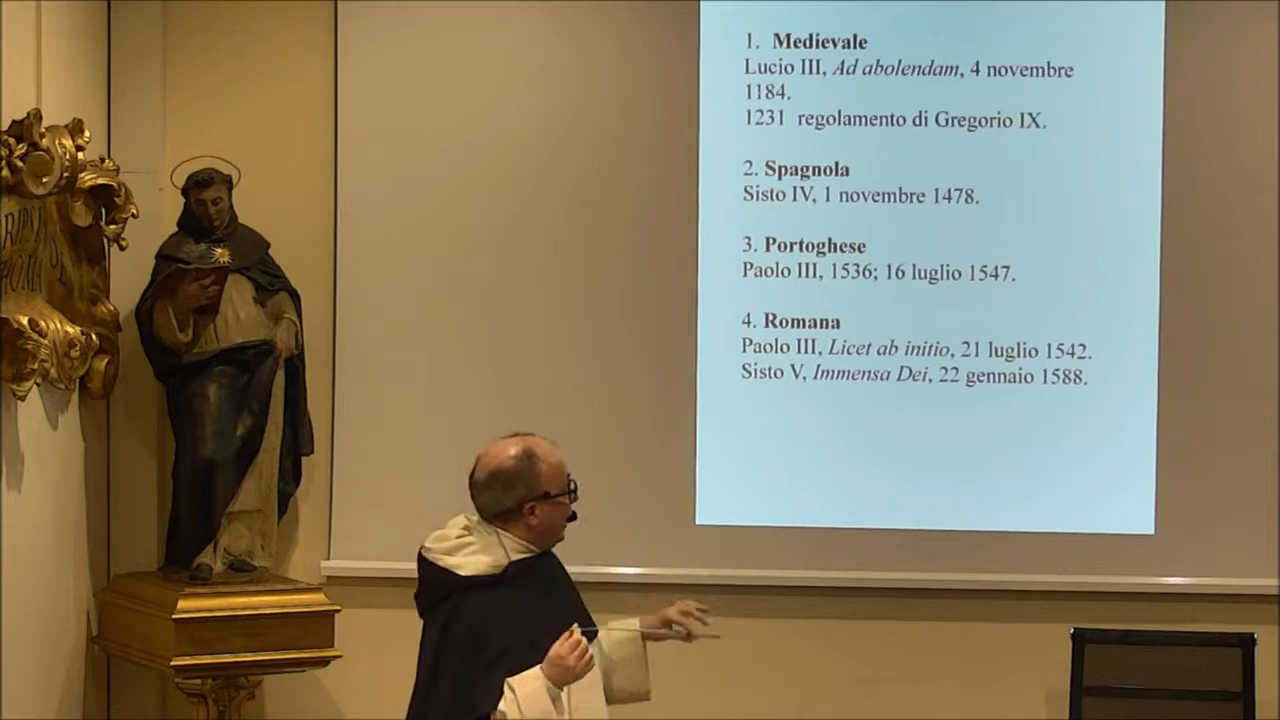 1. Medievale
Lucio III, Ad abolendam, 4 novembre
1184.
1231 regolamento di Gregorio IX.
2. Spagnola
Sisto IV, 1 novembre 1478.
3. Portoghese
Paolo III, 1536; 16 luglio 1547.
4. Romana
Paolo III, Licet ab initio, 21 luglio 1542.
Sisto V, Immensa Dei, 22 gennaio 1588.